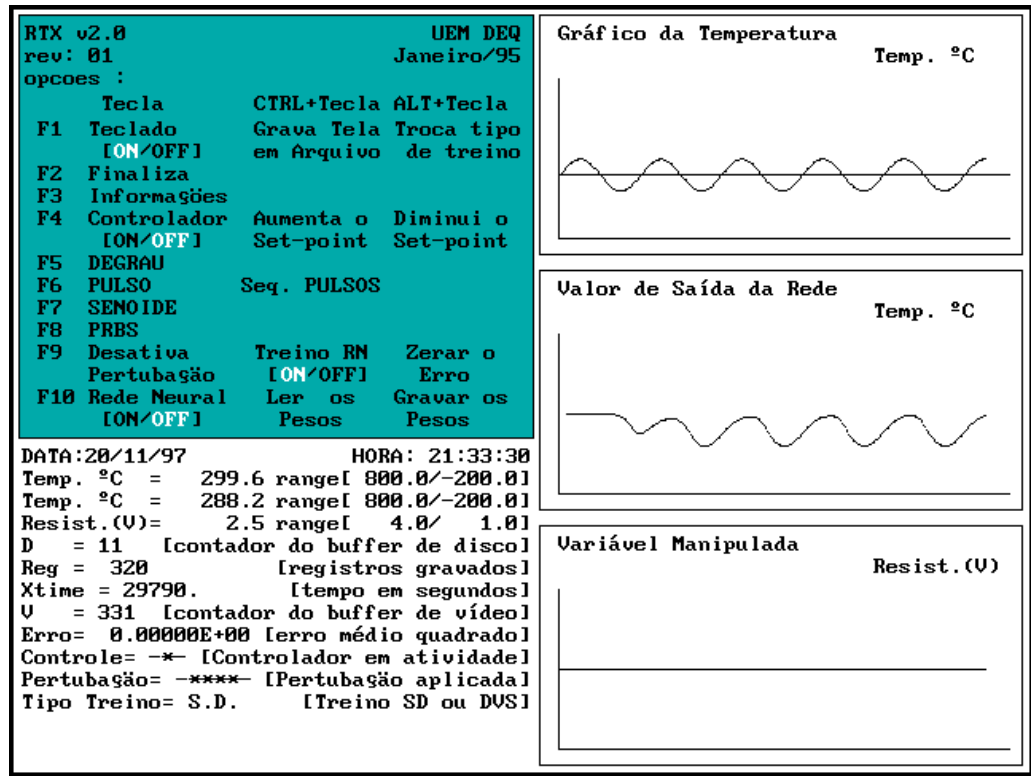 RTX v2.0 UEM DEQ
rev: 01 Janeiro/95
opcoes :
Tecla CTRL+Tecla ALT+Tecla
F1 Teclado Grava Tela Troca tipo
[ON/OFF] em Arquivo de treino
F2 Finaliza
F3 Informações
F4 Controlador Aumenta o Diminui o
[ON/OFF] Set-point Set-point
F5 DEGRAU
F6 PULSO Seq. PULSOS
F7 SENOIDE
F8 PRBS
F9 Desativa Treino RN Zerar o
Pertubação [ON/OFF] Erro
F10 Rede Neural Ler os Gravar os
[ON/OFF] Pesos Pesos
DATA:20/11/97 HORA: 21:33:30
Temp. ºC = 299.6 range[ 800.0/-200.0]
Temp. ºC = 288.2 range[ 800.0/-200.0]
Resist.(V)= 2.5 range[ 4.0/ 1.0]
D = 11 [contador do buffer de disco]
Reg = 320 [registros gravados]
Xtime = 29790. [tempo em segundos]
V = 331 [contador do buffer de vídeo]
Erro= 0.00000E+00 [erro médio quadrado]
Controle= -*- [Controlador em atividade]
Pertubação= -****- [Pertubação aplicada]
Tipo Treino= S.D. [Treino SD ou DVS]
Gráfico da Temperatura
Temp. ºC
Valor de Saída da Rede
Temp. ºC
Variável Manipulada
Resist.(V)